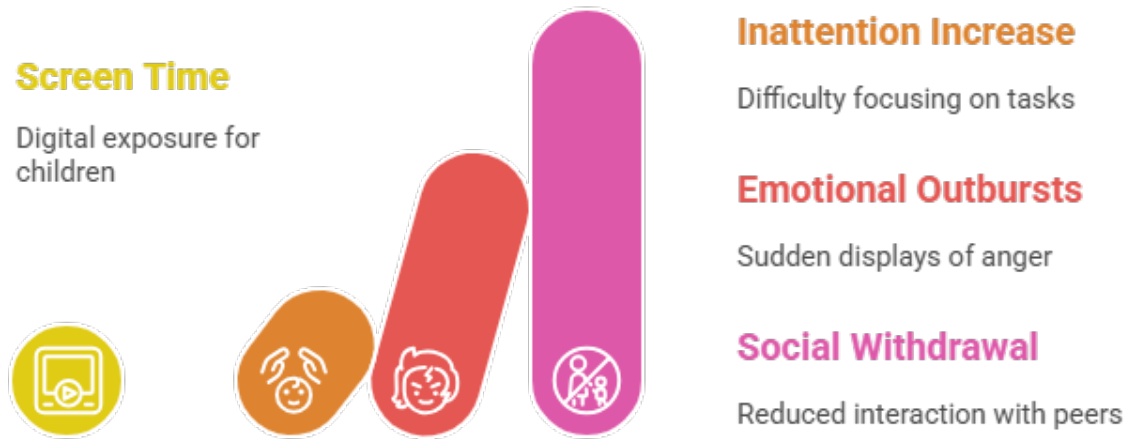 Screen Time
Digital exposure for
children
Inattention Increase
Difficulty focusing on tasks
Emotional Outbursts
Sudden displays of anger
Social Withdrawal
Reduced interaction with peers